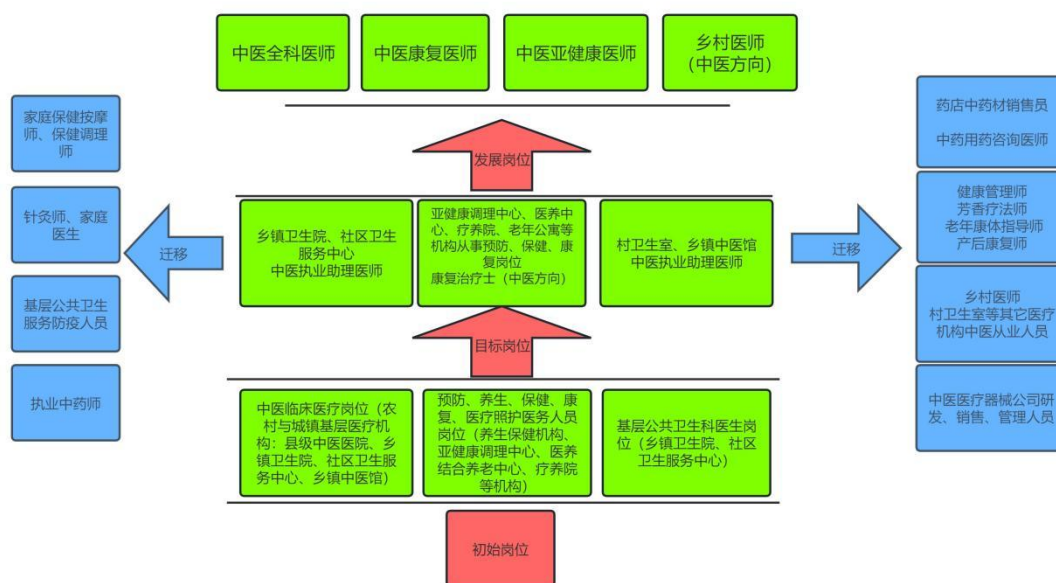 中医全科医师
中医康复医师
中医亚健康医师
乡村医师
（中医方向）
家庭保健按摩
师、保健调理
师
针灸师、家庭
医生
基层公共卫生
服务防疫人员
执业中药师
迁移
发展岗位
乡镇卫生院、社区卫生
服务中心
中医执业助理医师
亚健康调理中心、医养中
心、疗养院、老年公寓等
机构从事预防、保健、康
复岗位
康复治疗士（中医方向）
村卫生室、乡镇中医馆
中医执业助理医师
迁移
药店中药材销售员
中药用药咨询医师
健康管理师
芳香疗法师
老年康体指导师
产后康复师
乡村医师
村卫生室等其它医疗
机构中医从业人员
中医医疗器械公司研
发、销售、管理人员
目标岗位
中医临床医疗岗位（农
村与城镇基层医疗机
构：县级中医医院、乡
镇卫生院、社区卫生服
务中心、乡镇中医馆）
预防、养生、保健、康
复、医疗照护医务人员
岗位（养生保健机构、
亚健康调理中心、医养
结合养老中心、疗养院
等机构）
基层公共卫生科医生岗
位（乡镇卫生院、社区
卫生服务中心）
初始岗位